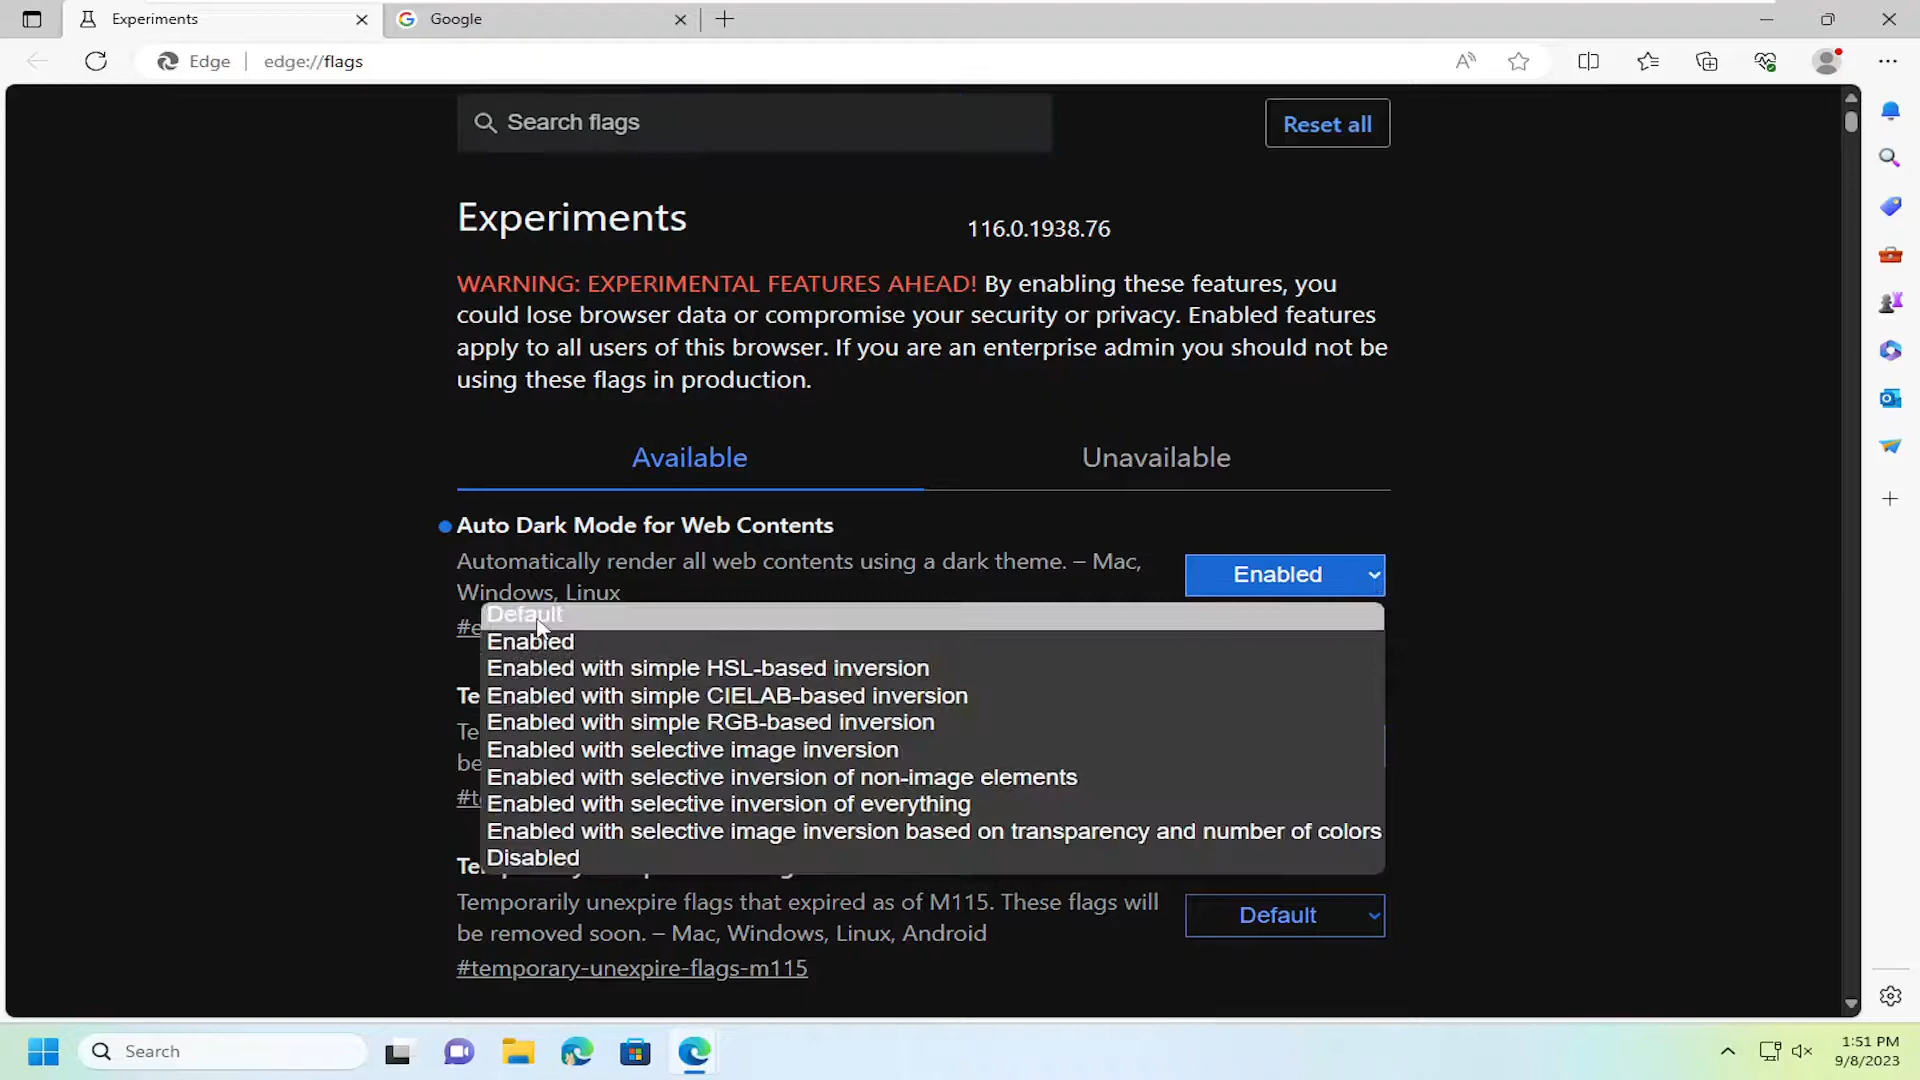 Experiments
Google
Edge
edge://flags
Search flags
Reset all
Experiments
116.0.1938.76
WARNING: EXPERIMENTAL FEATURES AHEAD! By enabling these features, you
could lose browser data or compromise your security or privacy. Enabled features
apply to all users of this browser. If you are an enterprise admin you should not be
using these flags in production.
Available
Unavailable
Auto Dark Mode for Web Contents
Automatically render all web contents using a dark theme. – Mac,
Windows, Linux
Enabled
Default
Enabled
Enabled with simple HSL-based inversion
Enabled with simple CIELAB-based inversion
Enabled with simple RGB-based inversion
Enabled with selective image inversion
Enabled with selective inversion of non-image elements
Enabled with selective inversion of everything
Enabled with selective image inversion based on transparency and number of colors
Disabled
Temporarily unexpire flags that expired as of M115. These flags will
be removed soon. – Mac, Windows, Linux, Android
#temporary-unexpire-flags-m115
Default
Search
1:51 PM
9/8/2023